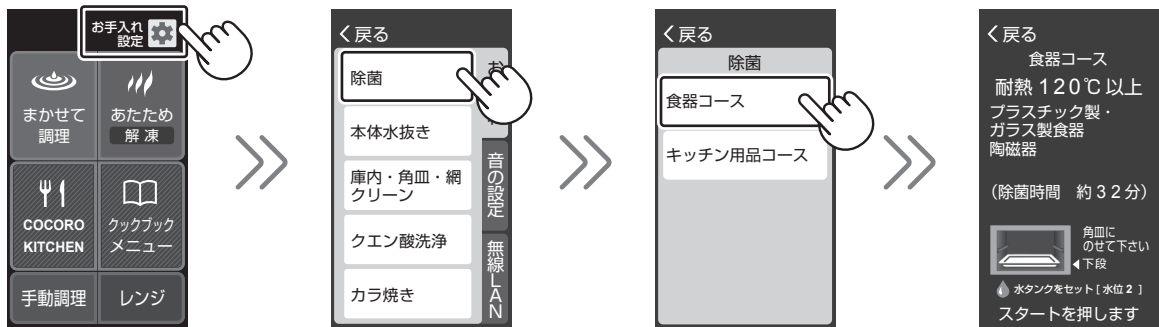 お手入れ
設定
まかせて
調理
あたため
解凍
COCORO
KITCHEN
クックブック
メニュー
手動調理
レンジ
戻る
除菌
本体水抜き
庫内・角皿・網
クリーン
クエン酸洗浄
カラ焼き
お
音の設定
無線LAN
戻る
除菌
食器コース
キッチン用品コース
戻る
食器コース
耐熱120℃以上
プラスチック製・
ガラス製食器
陶磁器
（除菌時間 約32分）
角皿に
のせて下さい
◀下段
水タンクをセット[水位2]
スタートを押します